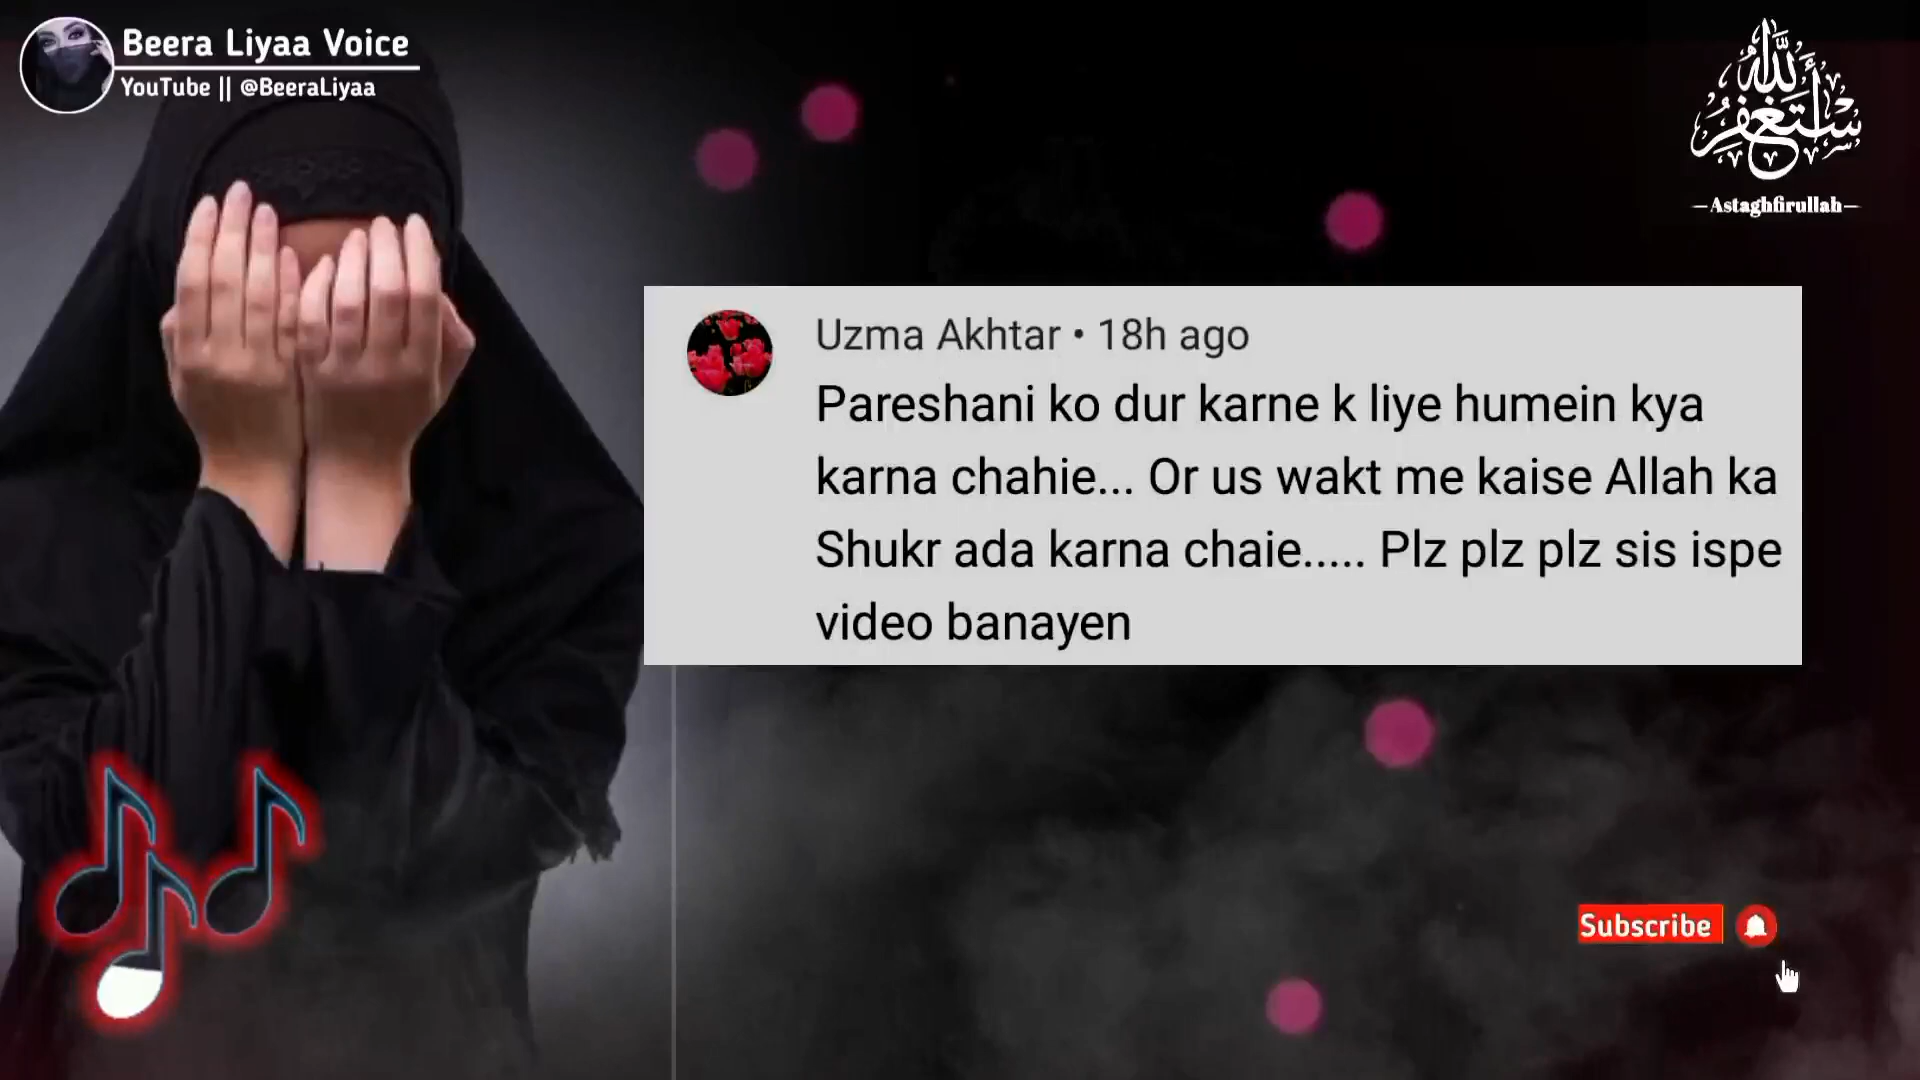 Beera Liyaa Voice
YouTube || @BeeraLiyaa
أستغفر الله
—Astaghfirullah—
Uzma Akhtar • 18h ago
Pareshani ko dur karne k liye humein kya
karna chahie... Or us wakt me kaise Allah ka
Shukr ada karna chaie..... Plz plz plz sis ispe
video banayen
Subscribe